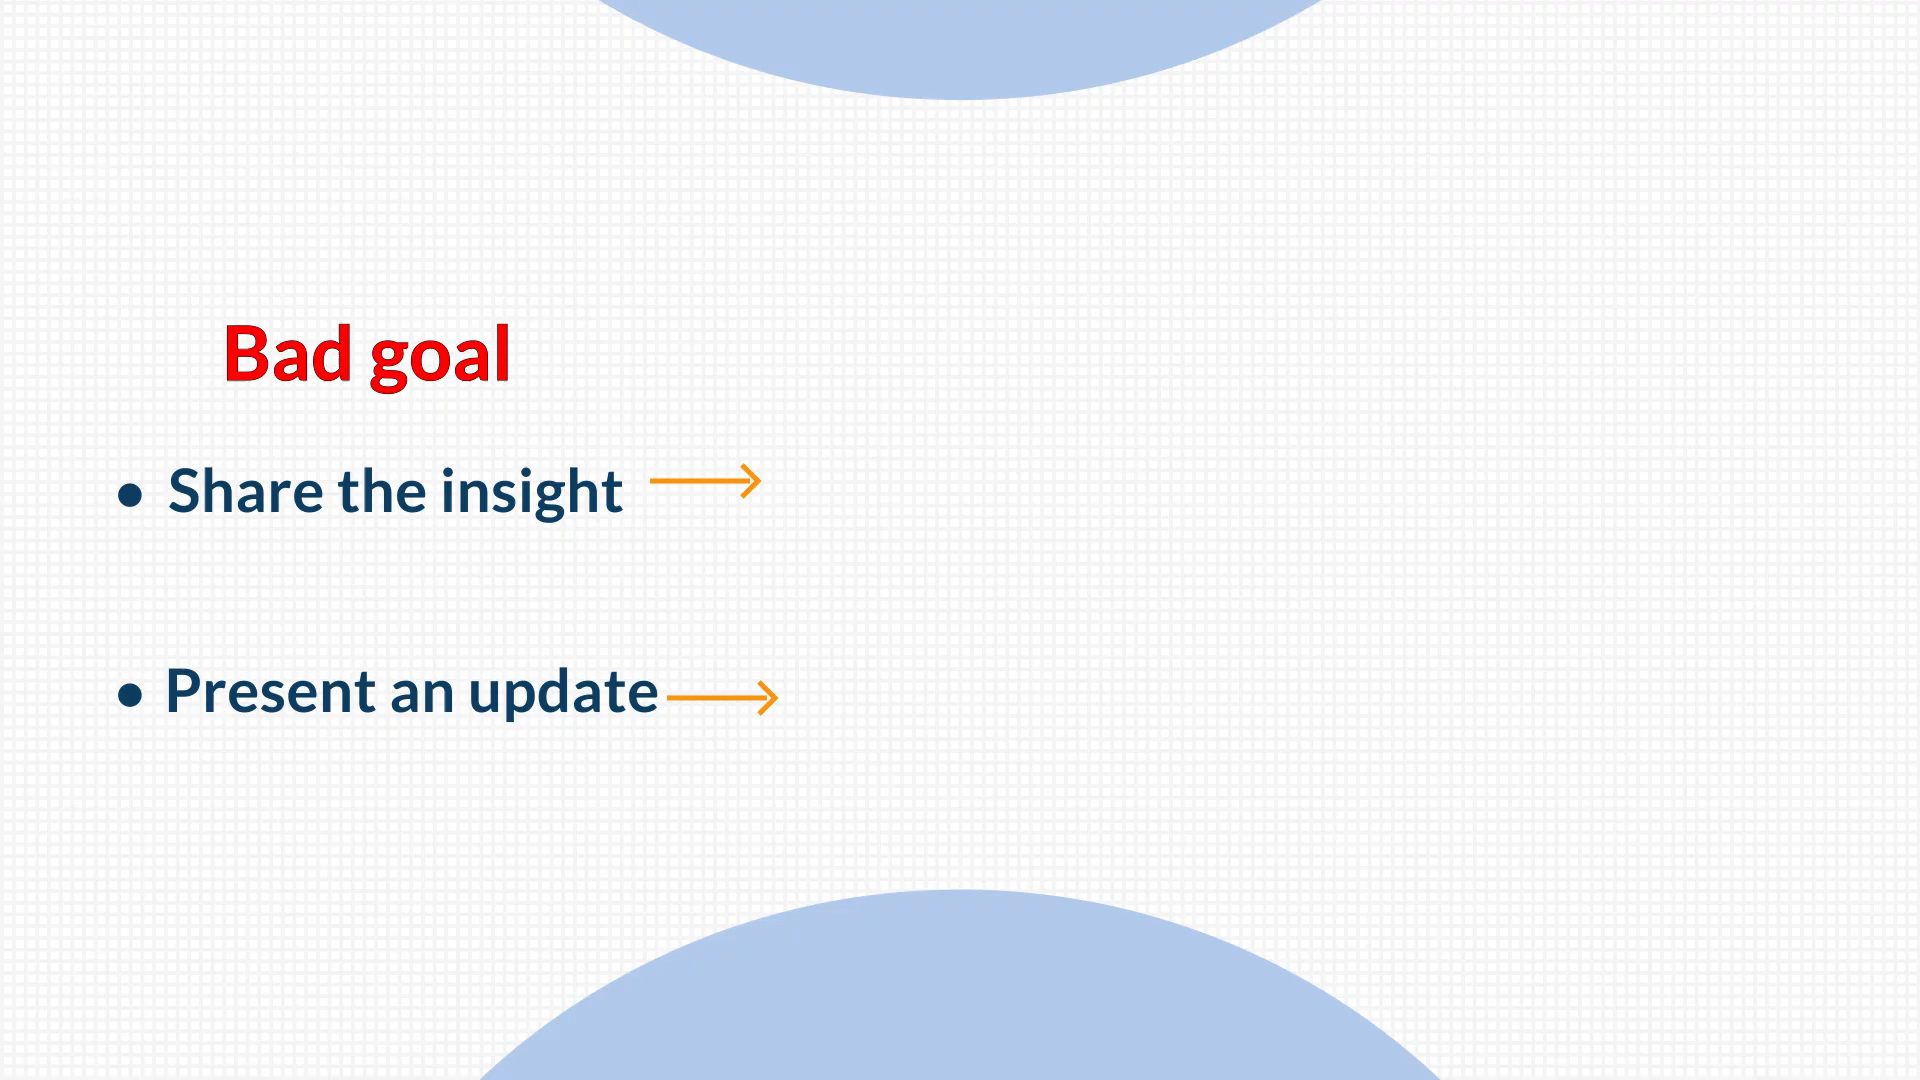 Bad goal
• Share the insight
• Present an update